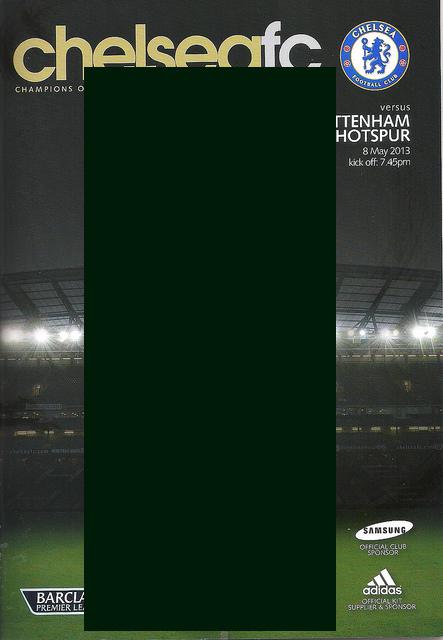 chelseafc
CHAMPIONS O
CHELSEA
FOOTBALL CLUB
versus
TTENHAM
HOTSPUR
8 May 2013
kick off: 7.45pm
SAMSUNG
OFFICIAL CLUB
SPONSOR
adidas
OFFICIAL KIT
SUPPLIER & SPONSOR
BARCLA
PREMIER LE